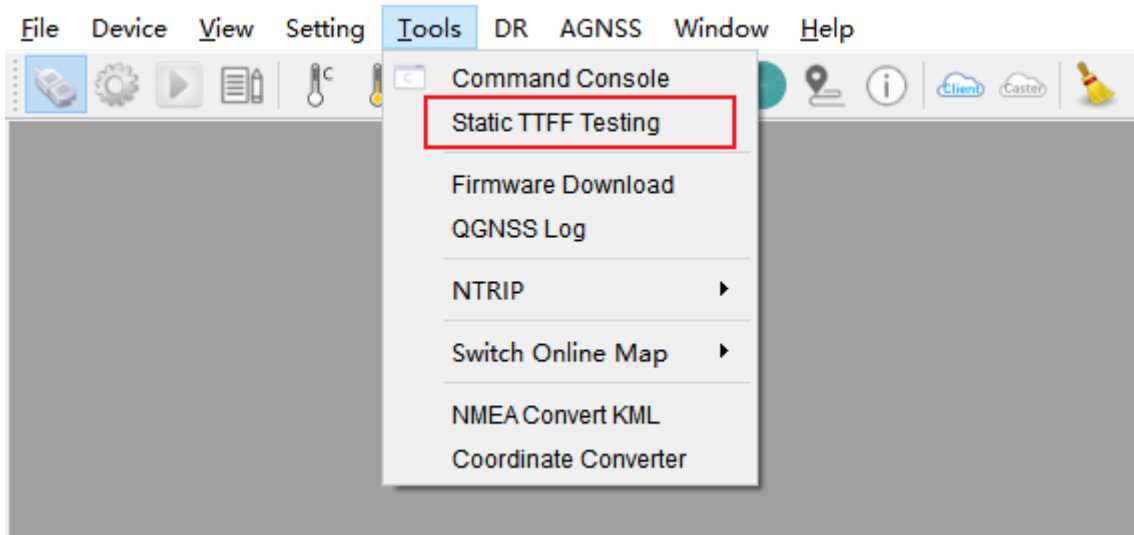 File Device View Setting Tools DR AGNSS Window Help
C Client Caster
C Command Console
Static TTFF Testing
Firmware Download
QGNSS Log
NTRIP
Switch Online Map
NMEA Convert KML
Coordinate Converter